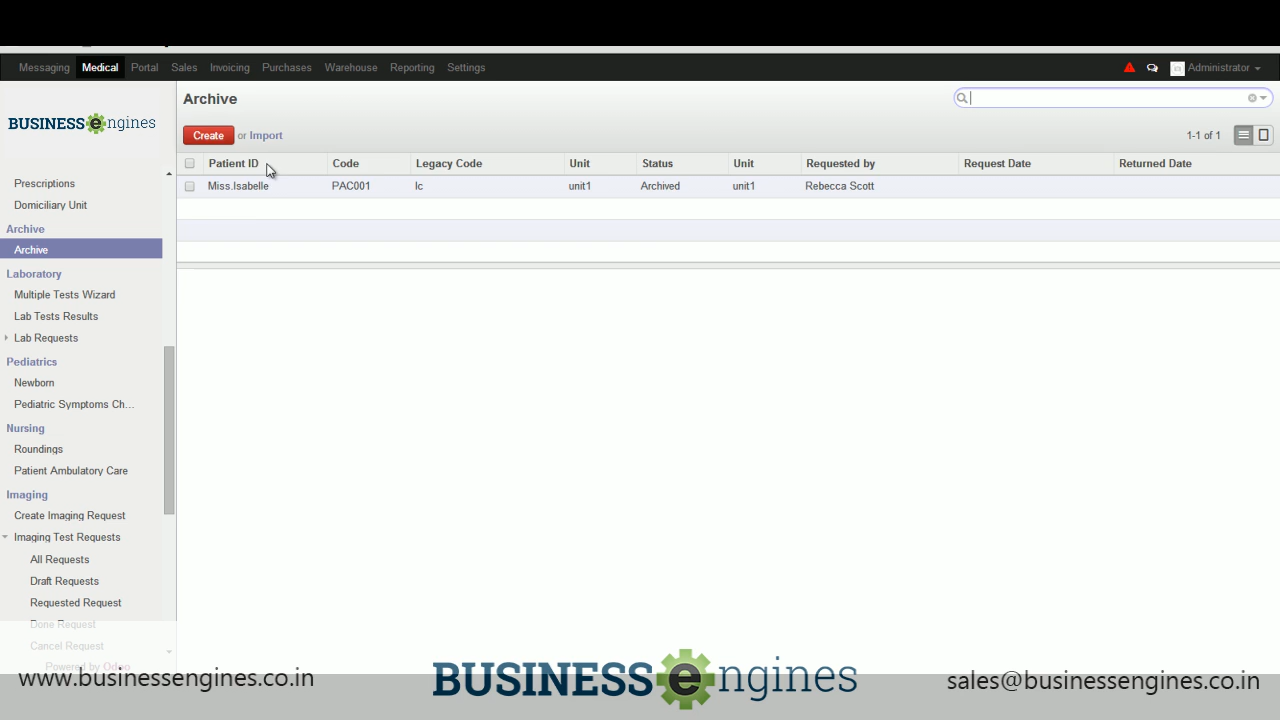 Messaging Medical Portal Sales Invoicing Purchases Warehouse Reporting Settings Administrator
BUSINESS engines
Archive
Create or Import 1-1 of 1
Patient ID Code Legacy Code Unit Status Unit Requested by Request Date Returned Date
Miss.Isabelle PAC001 lc unit1 Archived unit1 Rebecca Scott
Prescriptions
Domiciliary Unit
Archive
Archive
Laboratory
Multiple Tests Wizard
Lab Tests Results
Lab Requests
Pediatrics
Newborn
Pediatric Symptoms Ch...
Nursing
Roundings
Patient Ambulatory Care
Imaging
Create Imaging Request
Imaging Test Requests
All Requests
Draft Requests
Requested Request
Done Request
Cancel Request
Powered by Odoo
www.businessengines.co.in
BUSINESS engines
sales@businessengines.co.in